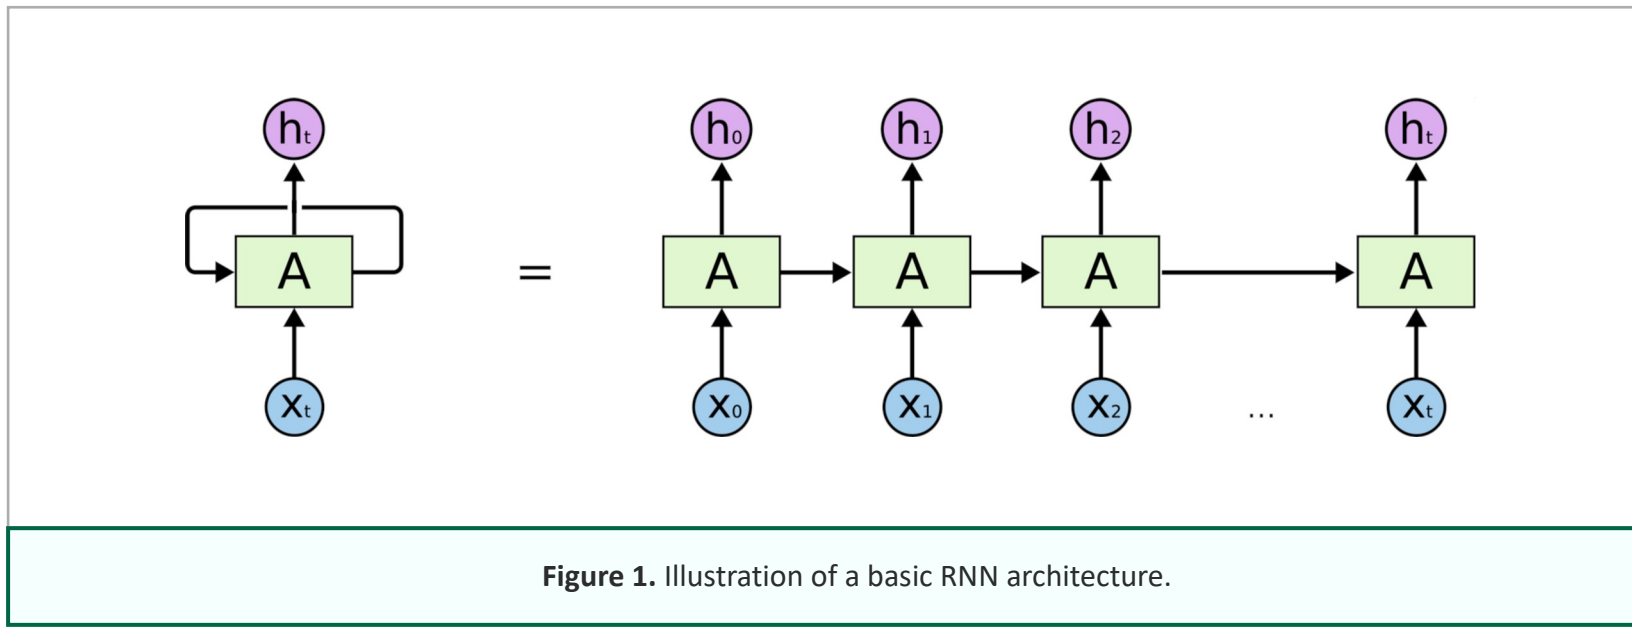 hₜ h₀ h₁ h₂ hₜ
A = A A A A
xₜ x₀ x₁ x₂ ... xₜ
Figure 1. Illustration of a basic RNN architecture.